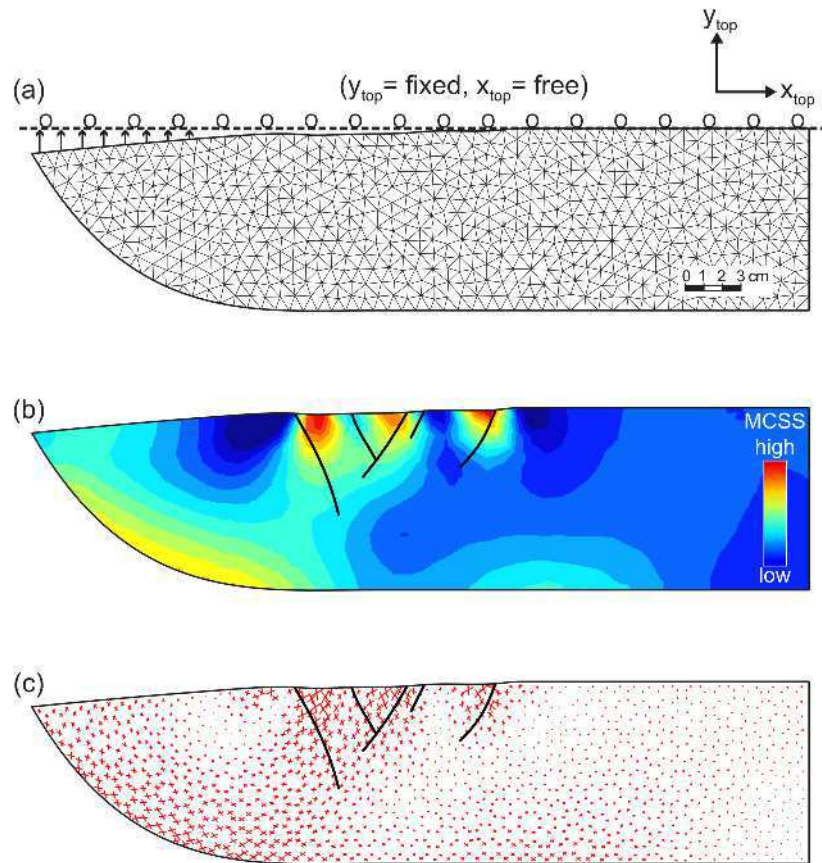 y_top
(a)
(y_top= fixed, x_top= free)
x_top
0 1 2 3 cm
(b)
MCSS
high
low
(c)